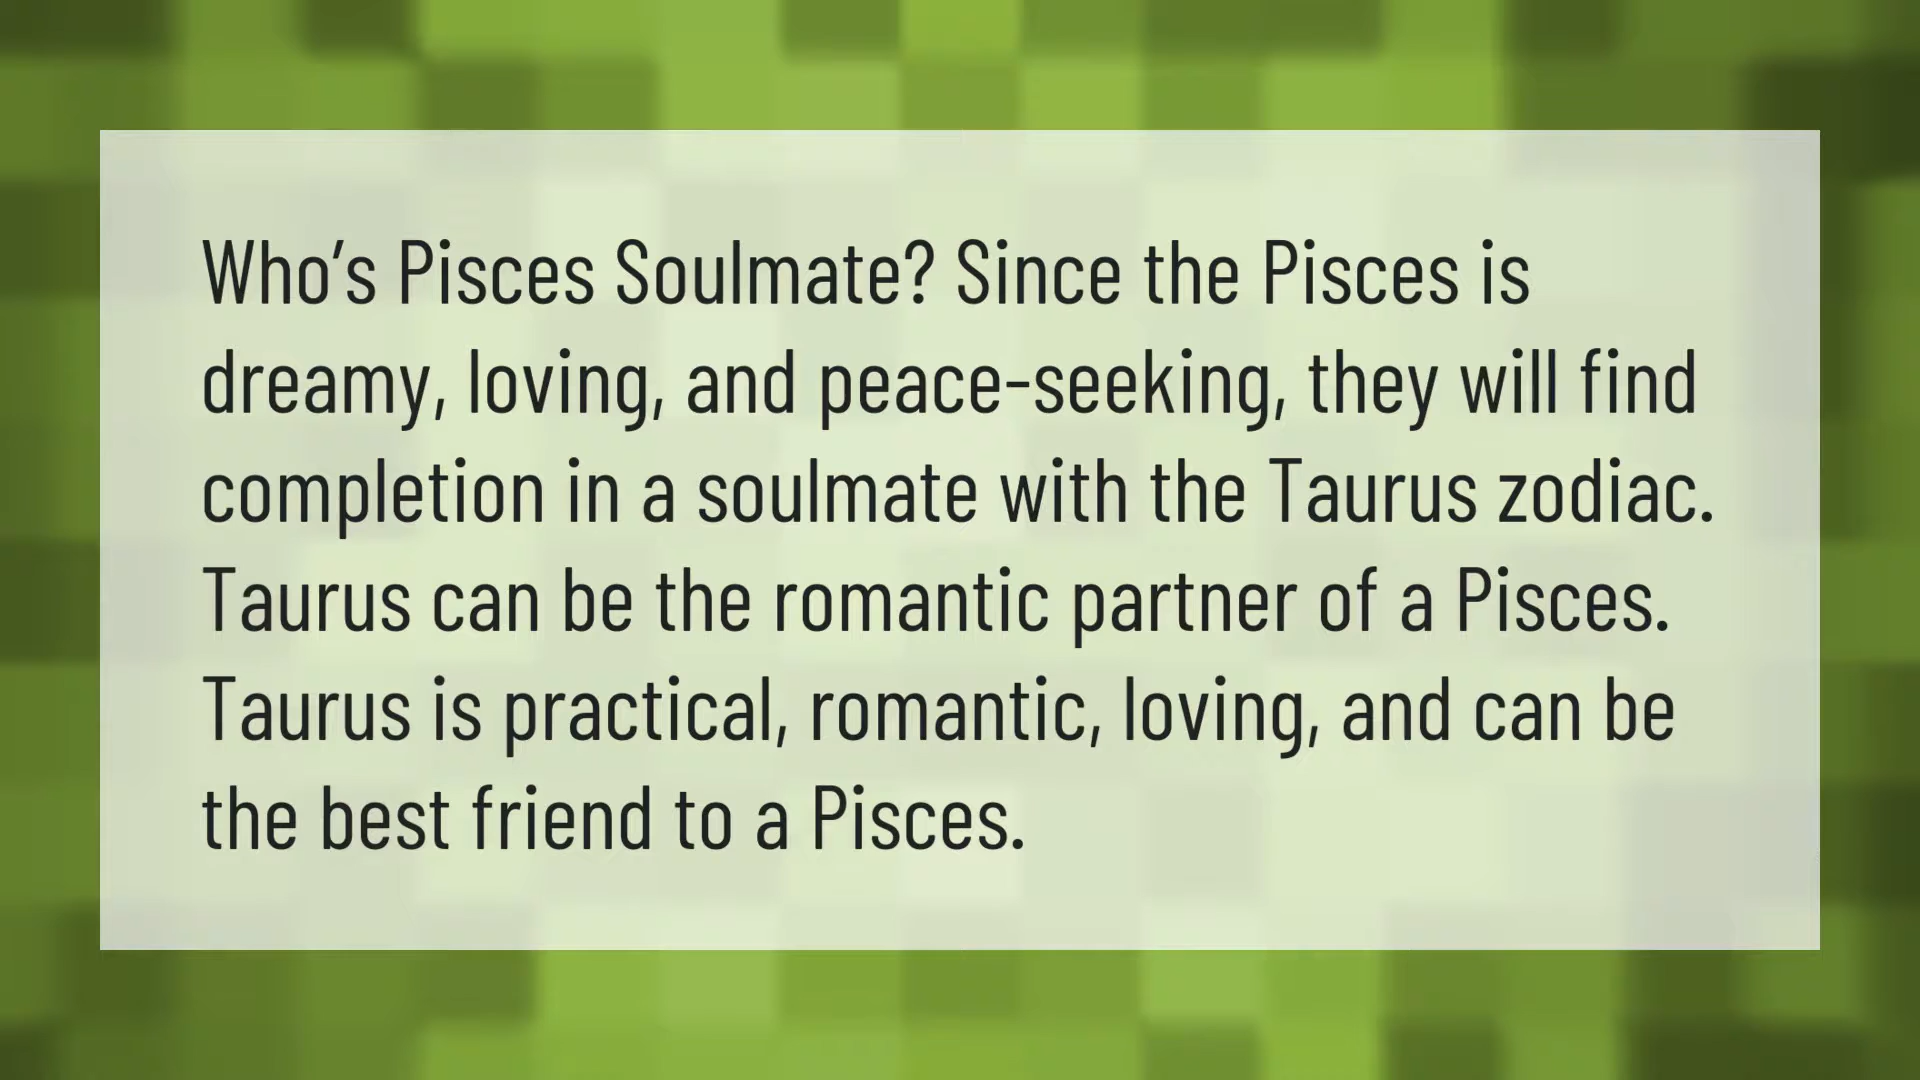 Who's Pisces Soulmate? Since the Pisces is
dreamy, loving, and peace-seeking, they will find
completion in a soulmate with the Taurus zodiac.
Taurus can be the romantic partner of a Pisces.
Taurus is practical, romantic, loving, and can be
the best friend to a Pisces.